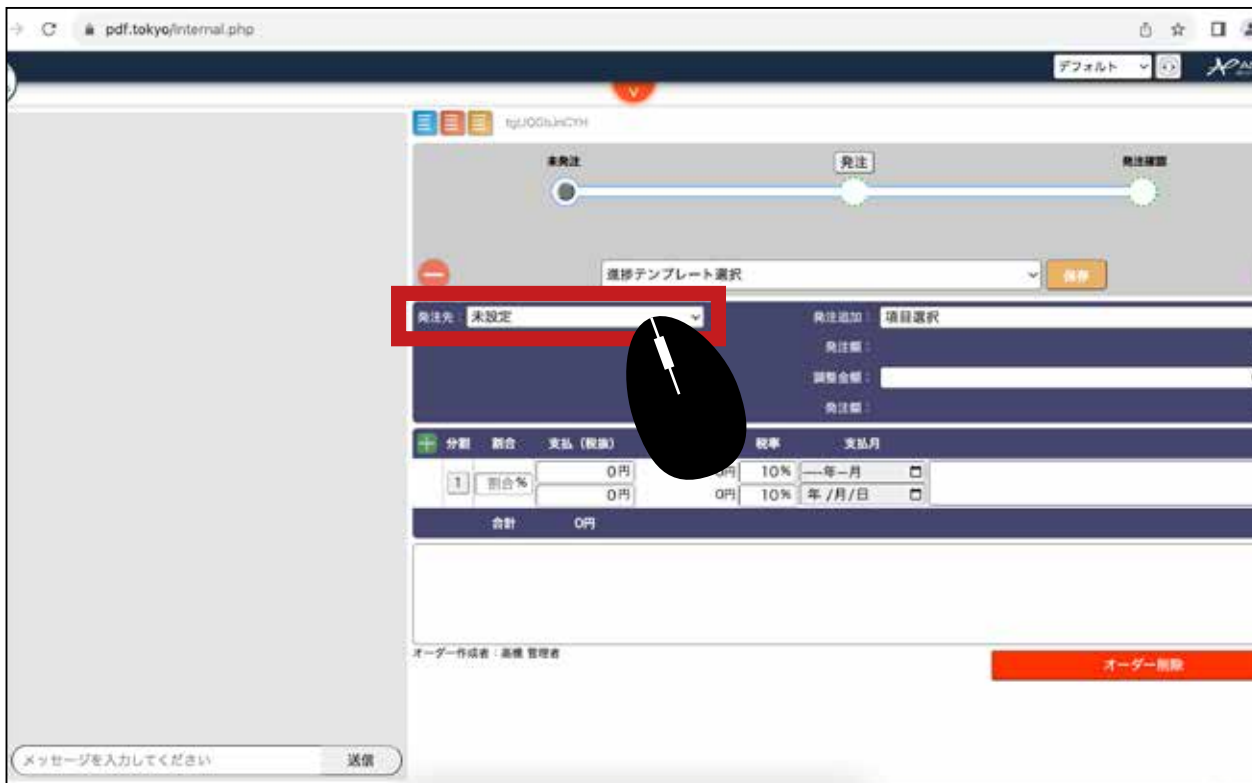 pdf.tokyo/internal.php
デフォルト
未発注 発注 発注確認
進捗テンプレート選択 保存
発注先： 未設定 発注追加： 項目選択
発注額：
調整金額：
発注額：
分割 割合 支払（税抜） 税率 支払月
1 割合% 0円 0円 10% ----年--月
0円 0円 10% 年 /月/日
合計 0円
オーダー作成者：高橋 管理者
オーダー削除
メッセージを入力してください 送信